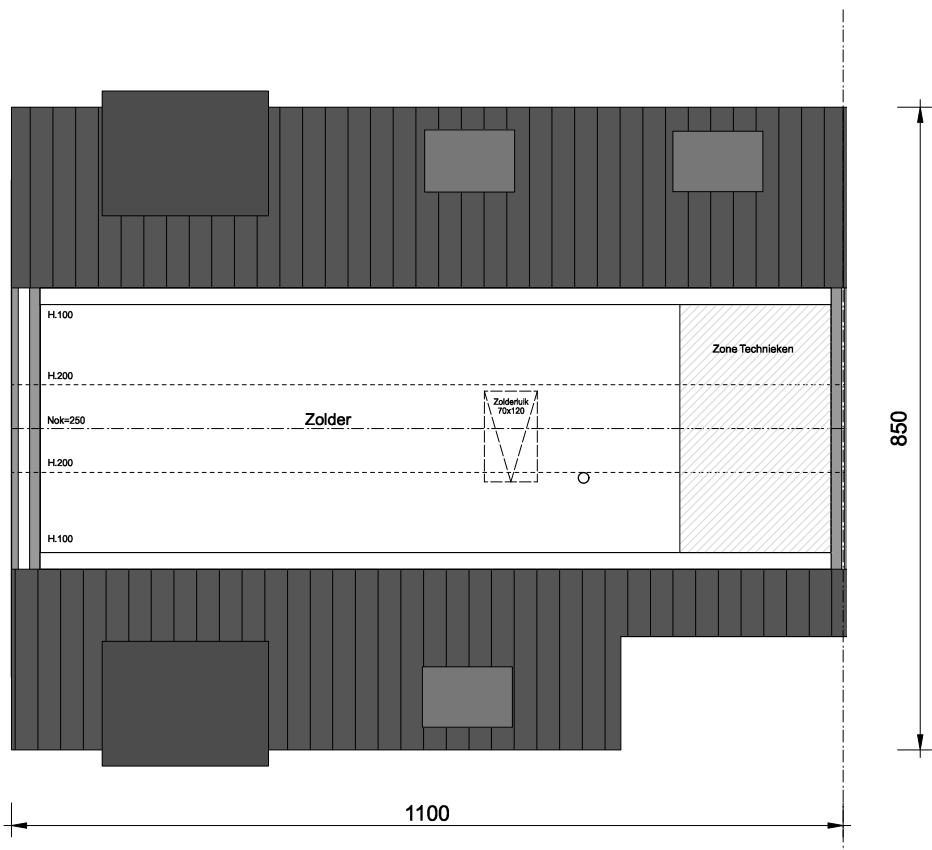 H.100
Zone Technieken
H.200
Zolderluik
70x120
Nok=250
Zolder
850
H.200
H.100
1100